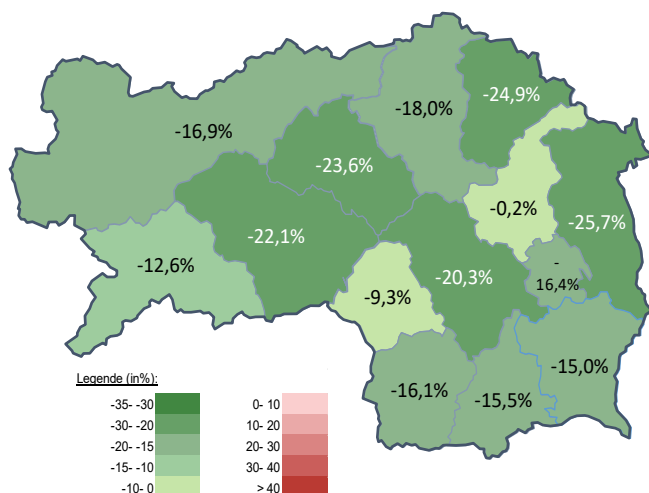 -24,9%
-18,0%
-16,9%
-23,6%
-0,2%
-25,7%
-22,1%
-12,6%
-20,3%
-
16,4%
-9,3%
-15,0%
-16,1%
-15,5%
Legende (in%):
-35- -30 0- 10
-30- -20 10- 20
-20- -15 20- 30
-15- -10 30- 40
-10- 0 > 40